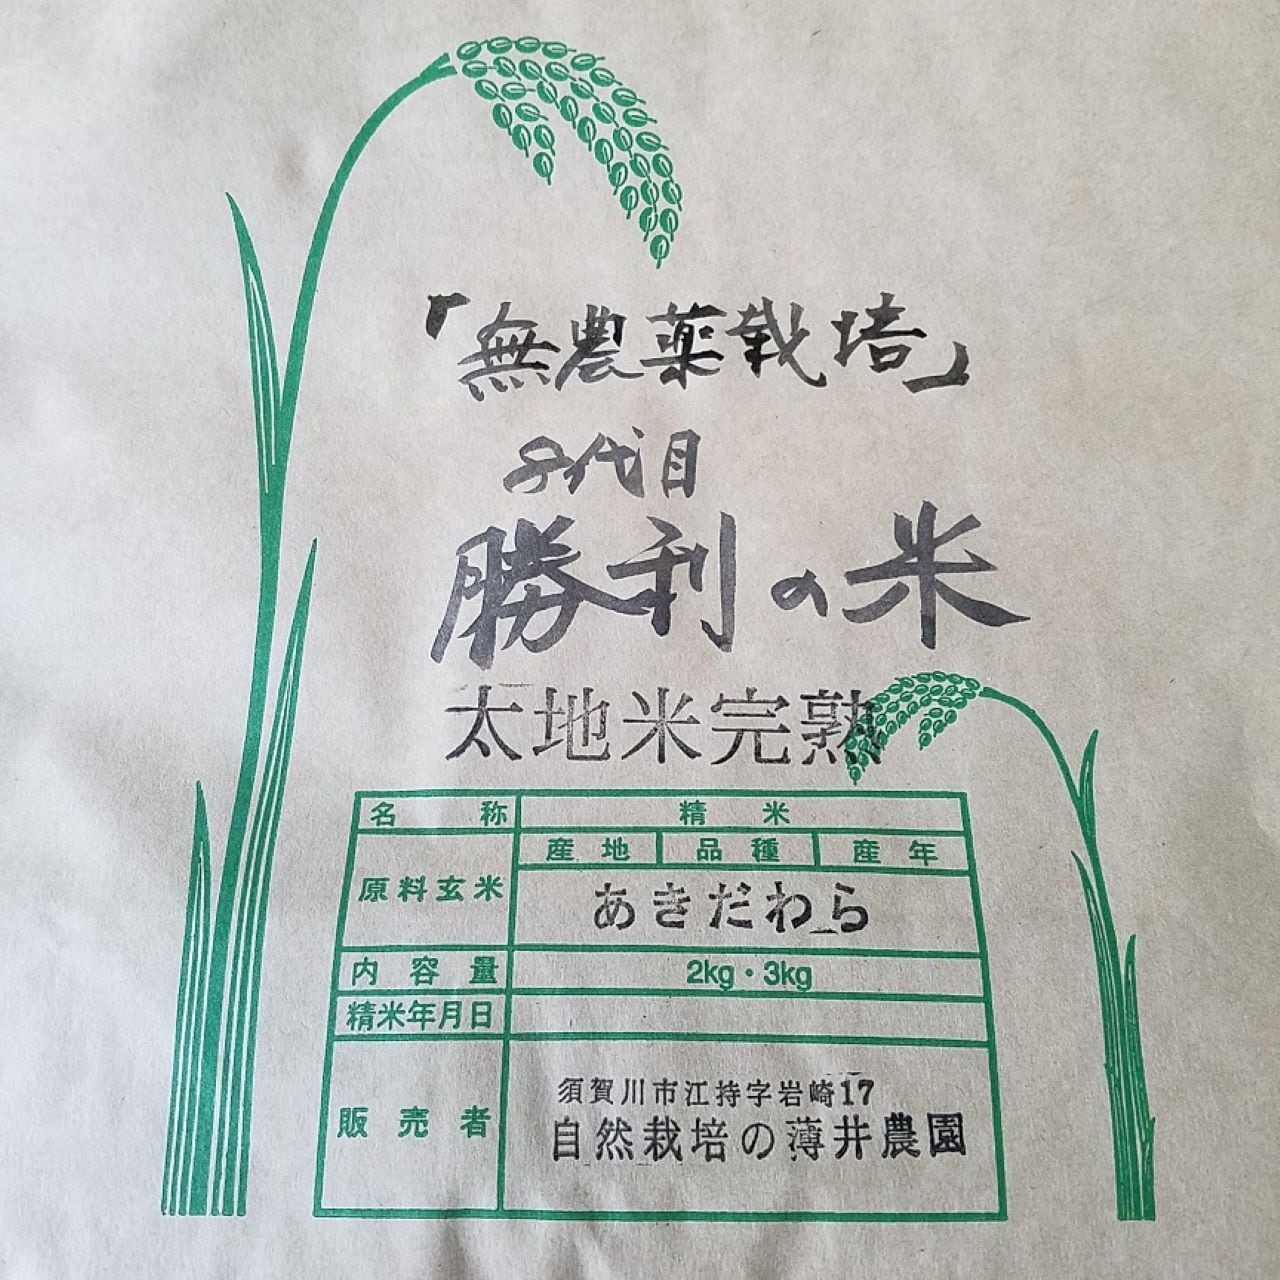 「無農薬栽培」
8代目
勝利の米
太地米完熟
名称 精米
原料玄米 産地 品種 産年
あきだわら
内容量 2kg・3kg
精米年月日
販売者 須賀川市江持字岩崎17
自然栽培の薄井農園